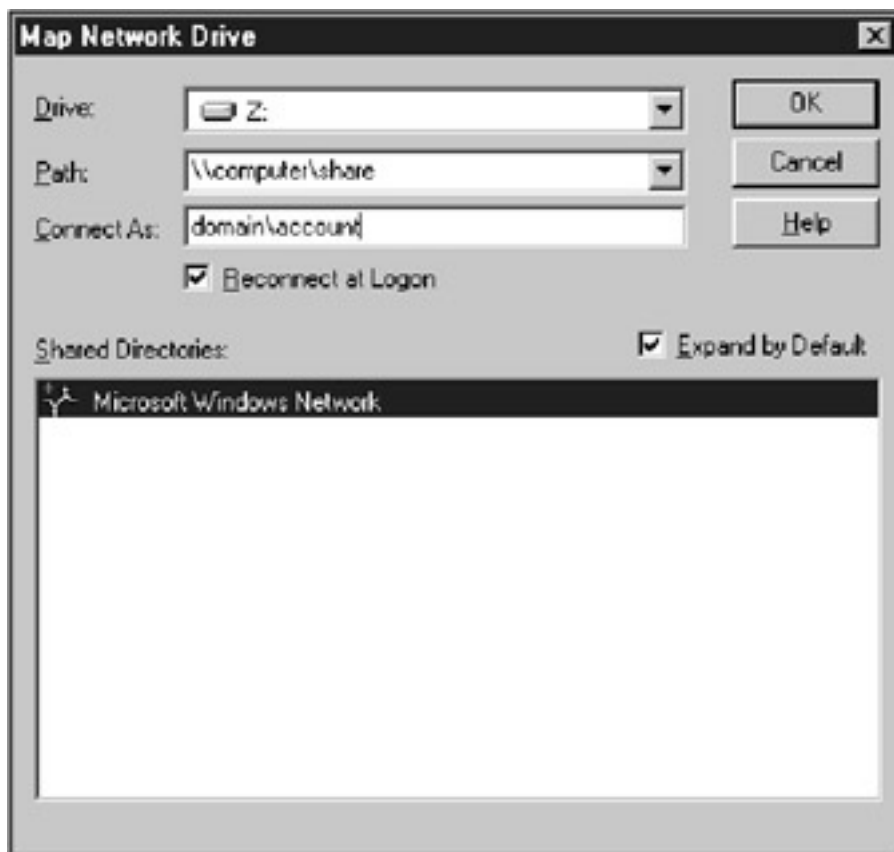 Map Network Drive
Drive: Z: OK
Path: \\computer\share Cancel
Connect As: domain\account Help
Reconnect at Logon
Shared Directories: Expand by Default
Microsoft Windows Network